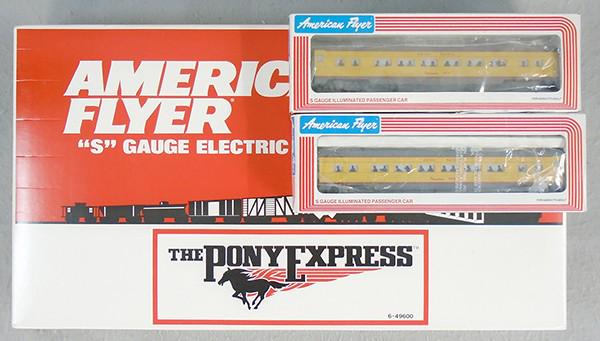 AMERIC
FLYER®
"S" GAUGE ELECTRIC
American Flyer
S GAUGE ILLUMINATED PASSENGER CAR
American Flyer
S GAUGE ILLUMINATED PASSENGER CAR
THE PONY EXPRESS™
6-49600